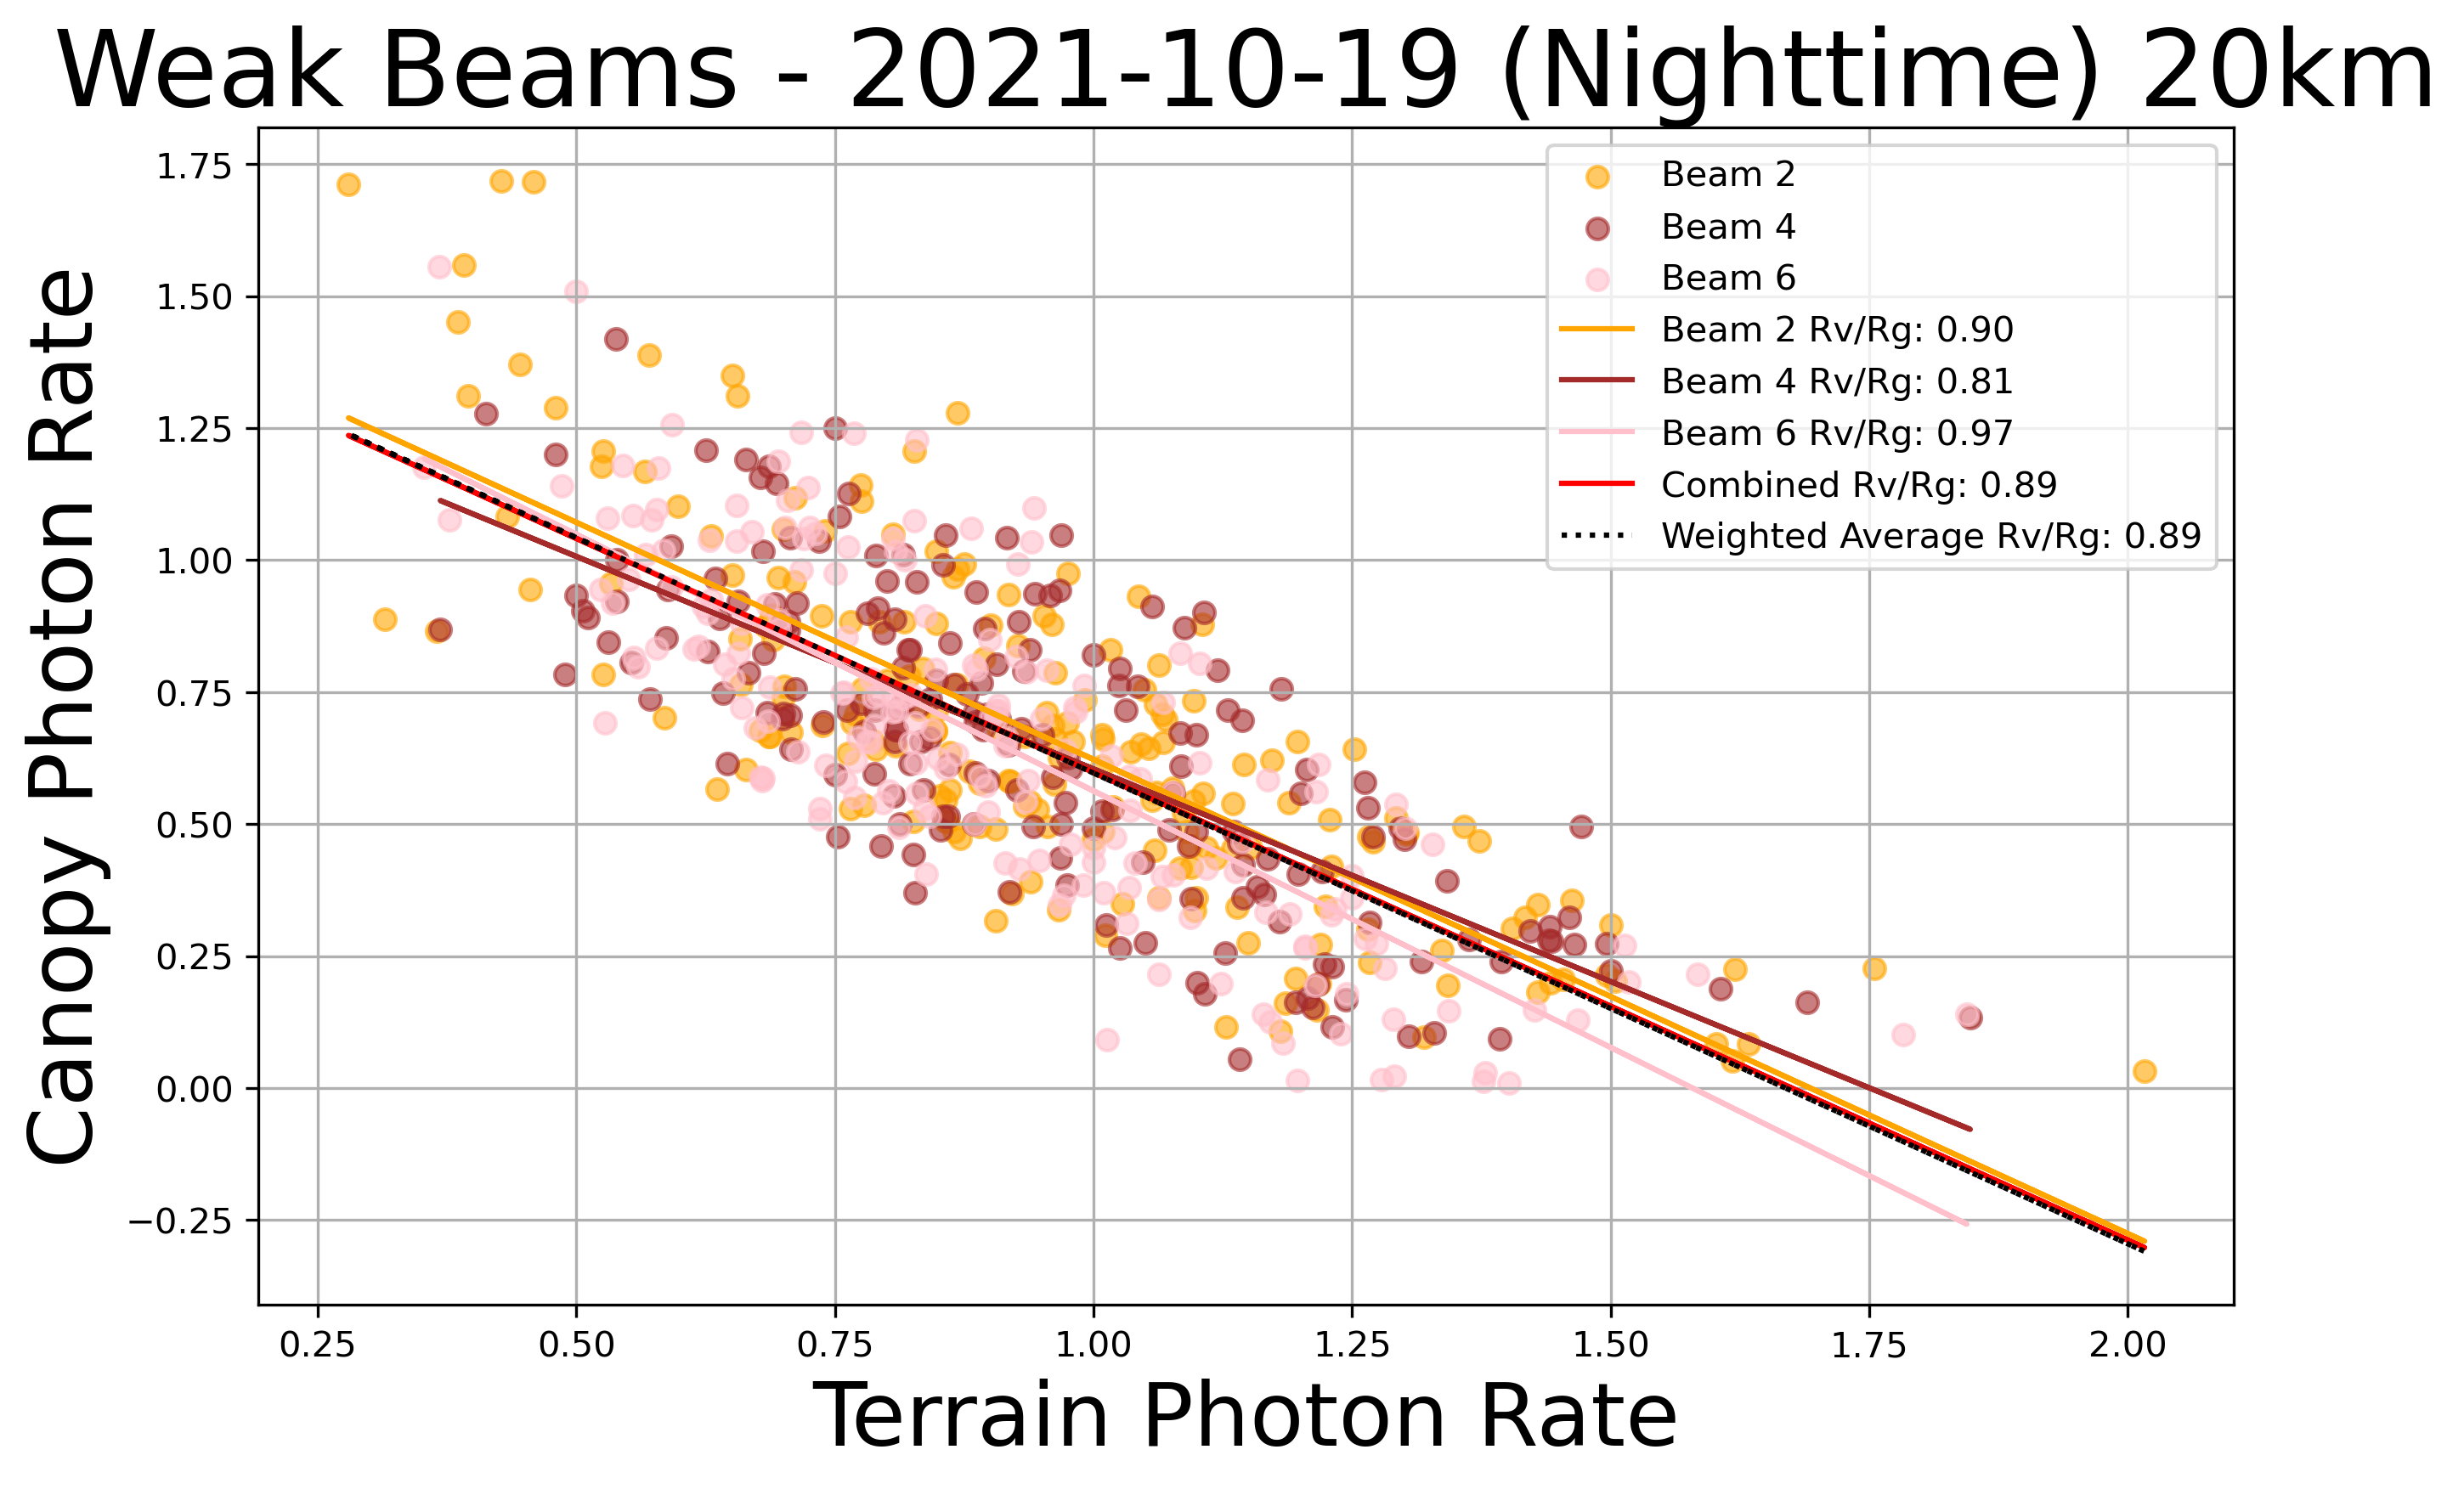 Weak Beams - 2021-10-19 (Nighttime) 20km
Canopy Photon Rate
1.75
1.50
1.25
1.00
0.75
0.50
0.25
0.00
−0.25
Beam 2
Beam 4
Beam 6
Beam 2 Rv/Rg: 0.90
Beam 4 Rv/Rg: 0.81
Beam 6 Rv/Rg: 0.97
Combined Rv/Rg: 0.89
Weighted Average Rv/Rg: 0.89
0.25 0.50 0.75 1.00 1.25 1.50 1.75 2.00
Terrain Photon Rate